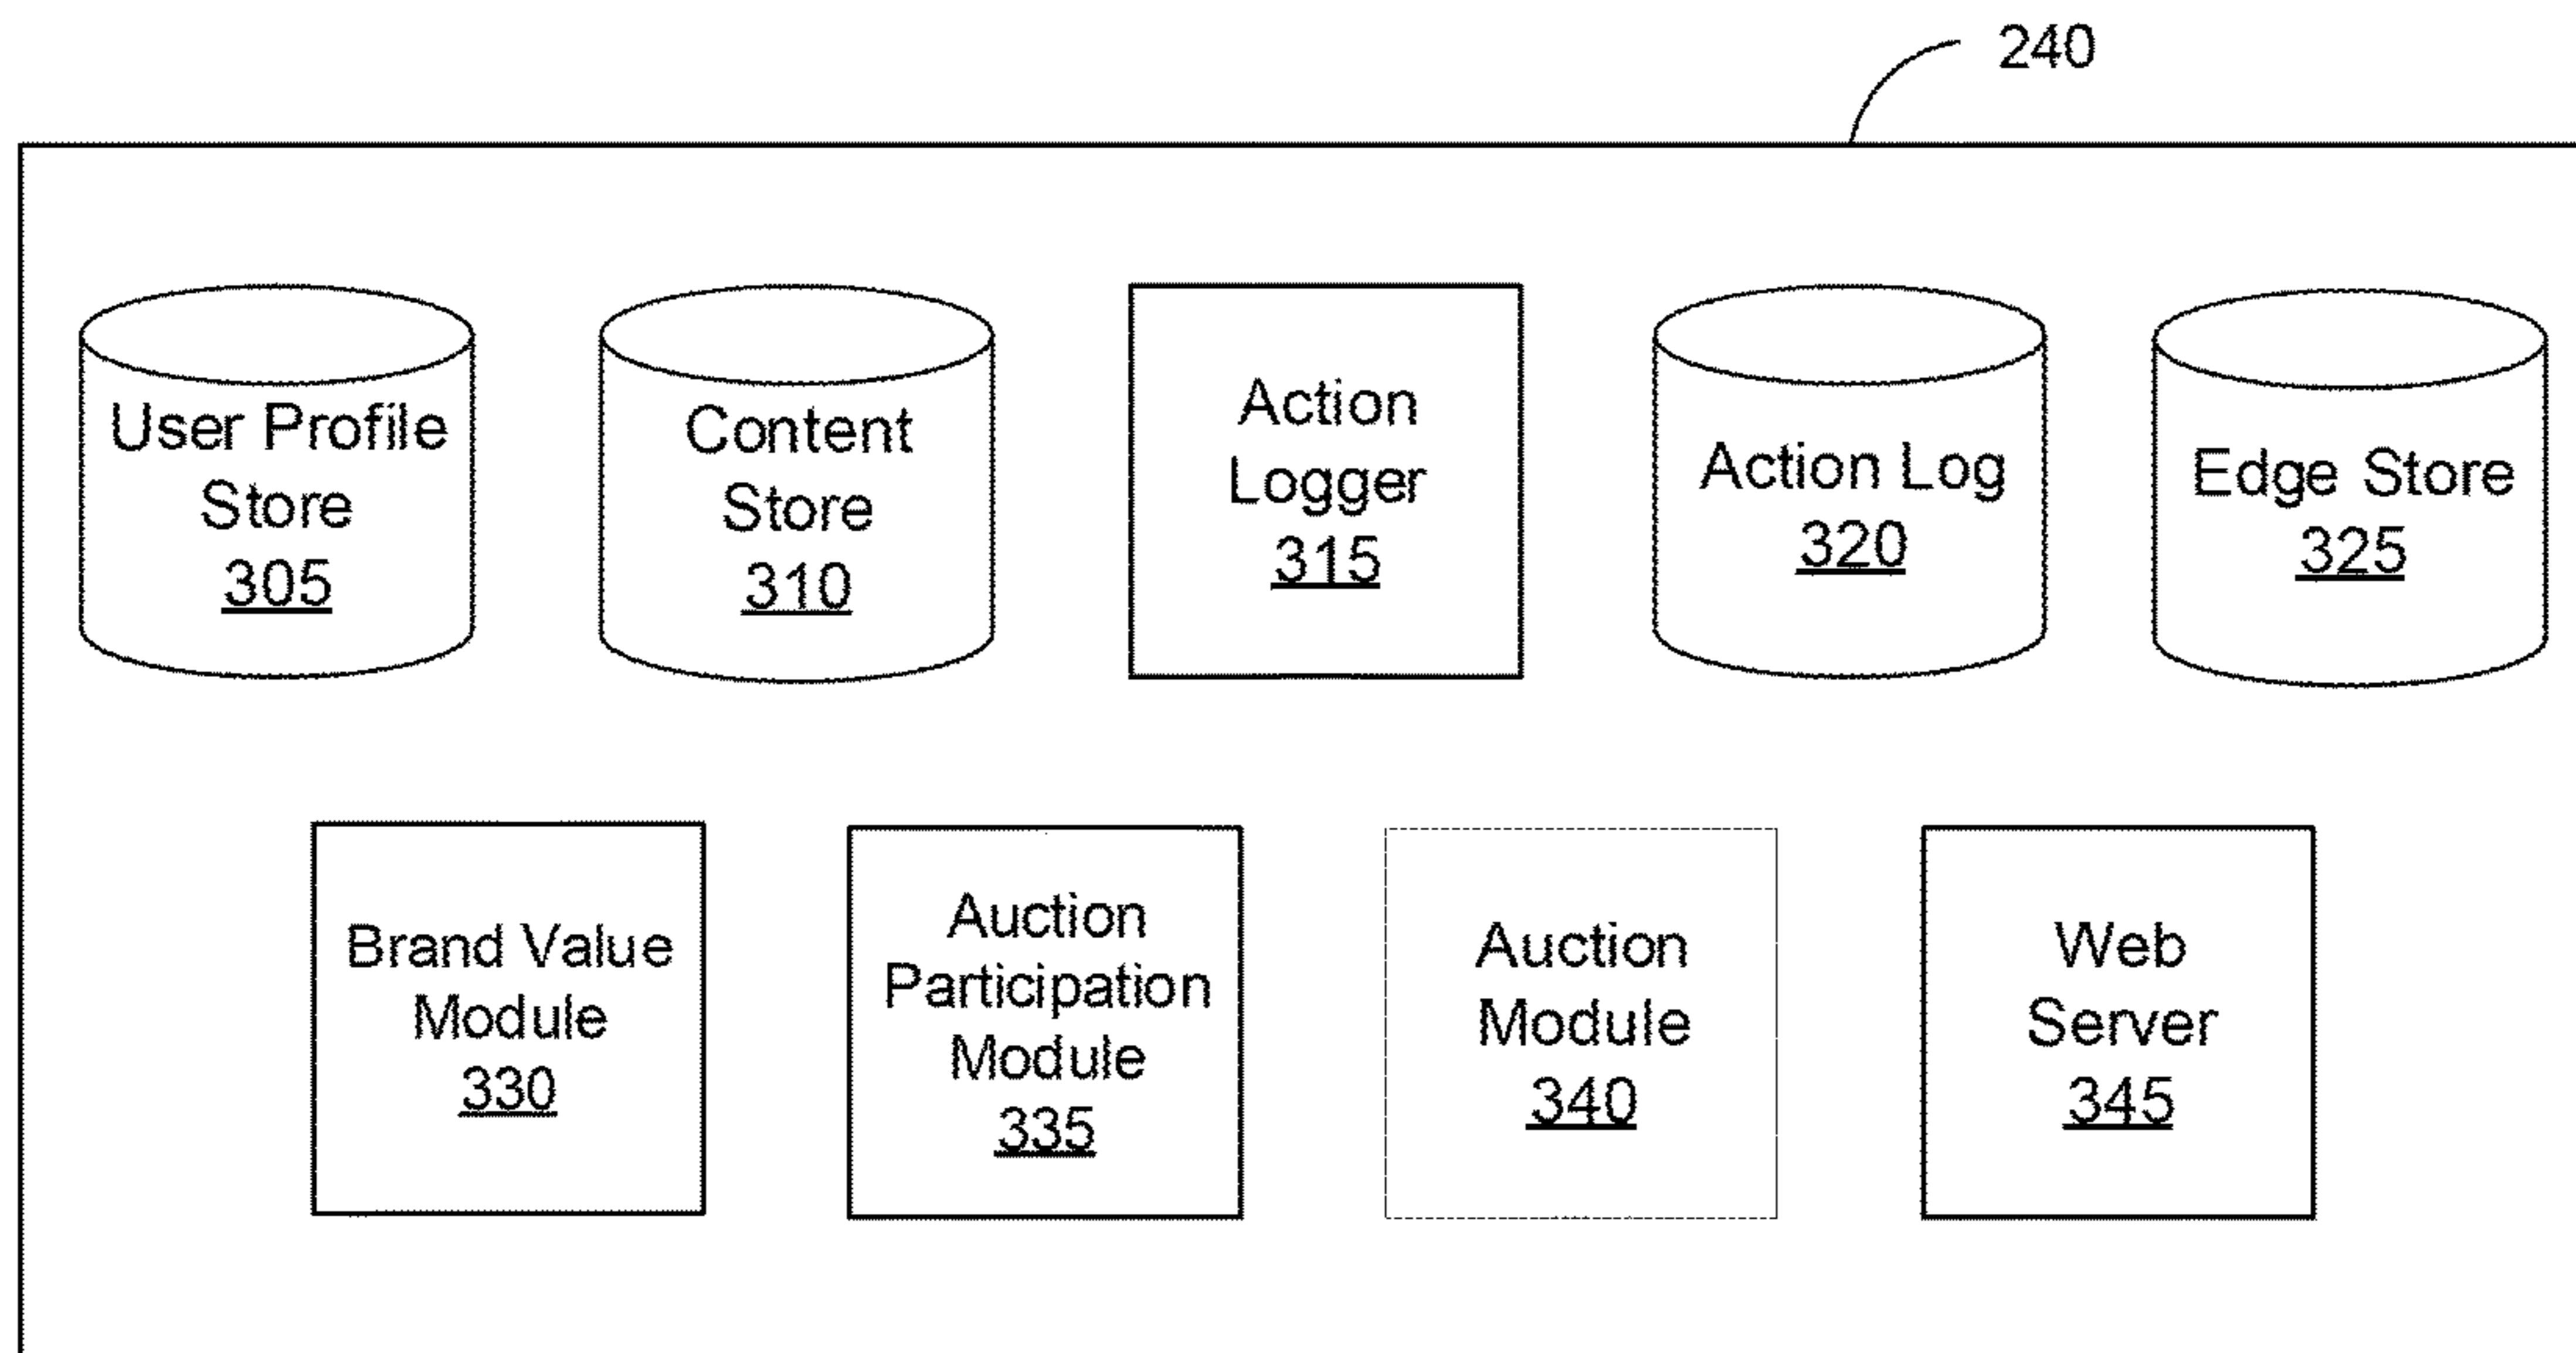 240
User Profile
Store
305
Content
Store
310
Action
Logger
315
Action Log
320
Edge Store
325
Brand Value
Module
330
Auction
Participation
Module
335
Auction
Module
340
Web
Server
345